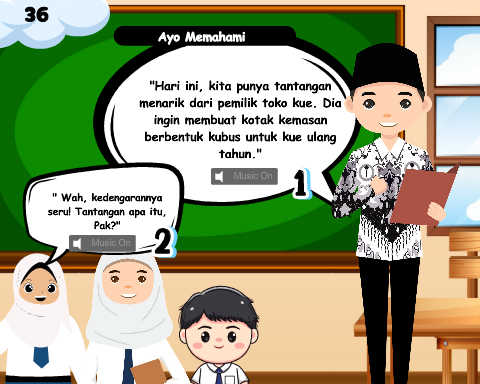 36
Ayo Memahami
"Hari ini, kita punya tantangan
menarik dari pemilik toko kue. Dia
ingin membuat kotak kemasan
berbentuk kubus untuk kue ulang
tahun."
Music On
1
" Wah, kedengarannya
seru! Tantangan apa itu,
Pak?"
Music On
2